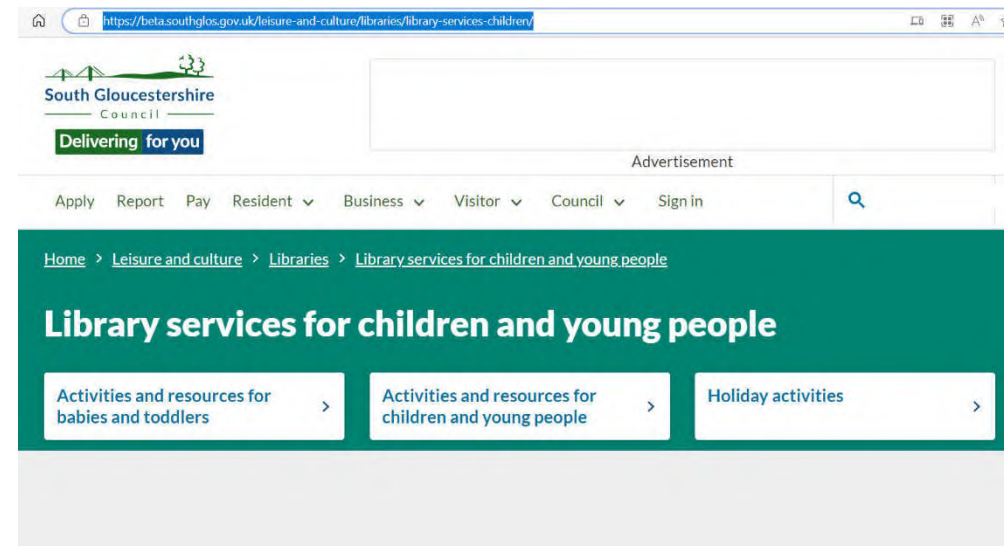 https://beta.southglos.gov.uk/leisure-and-culture/libraries/library-services-children/
South Gloucestershire
Council
Delivering for you
Advertisement
Apply Report Pay Resident Business Visitor Council Sign in
Home > Leisure and culture > Libraries > Library services for children and young people
Library services for children and young people
Activities and resources for
babies and toddlers
Activities and resources for
children and young people
Holiday activities